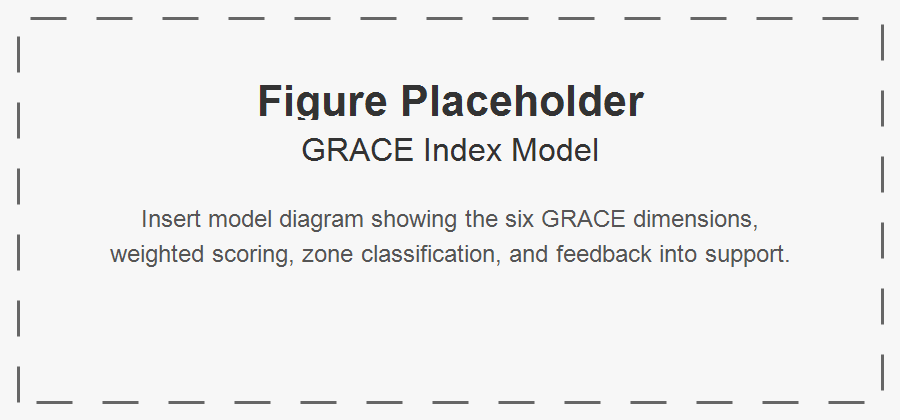 Figure Placeholder
GRACE Index Model
Insert model diagram showing the six GRACE dimensions,
weighted scoring, zone classification, and feedback into support.